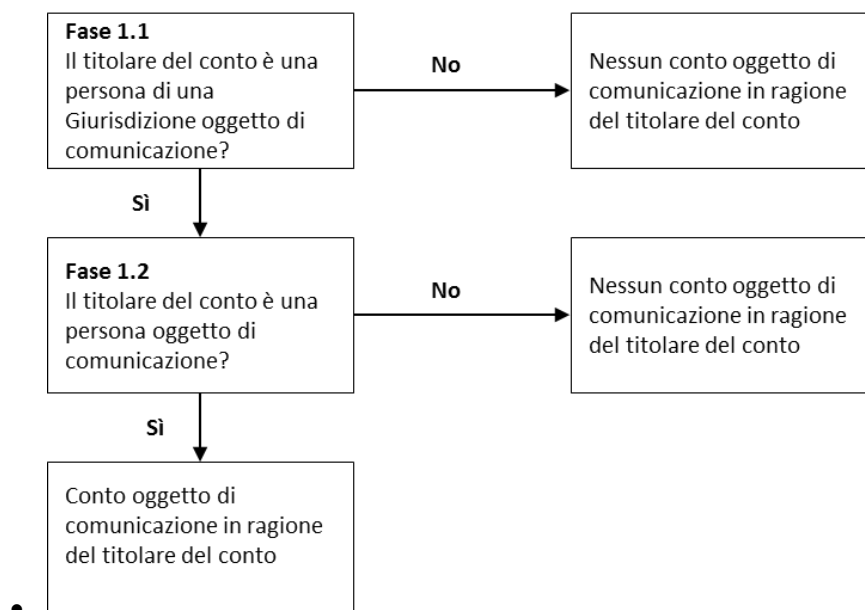 Fase 1.1
Il titolare del conto è una
persona di una
Giurisdizione oggetto di
comunicazione?
No
Nessun conto oggetto di
comunicazione in ragione
del titolare del conto
Sì
Fase 1.2
Il titolare del conto è una
persona oggetto di
comunicazione?
No
Nessun conto oggetto di
comunicazione in ragione
del titolare del conto
Sì
Conto oggetto di
comunicazione in ragione
del titolare del conto